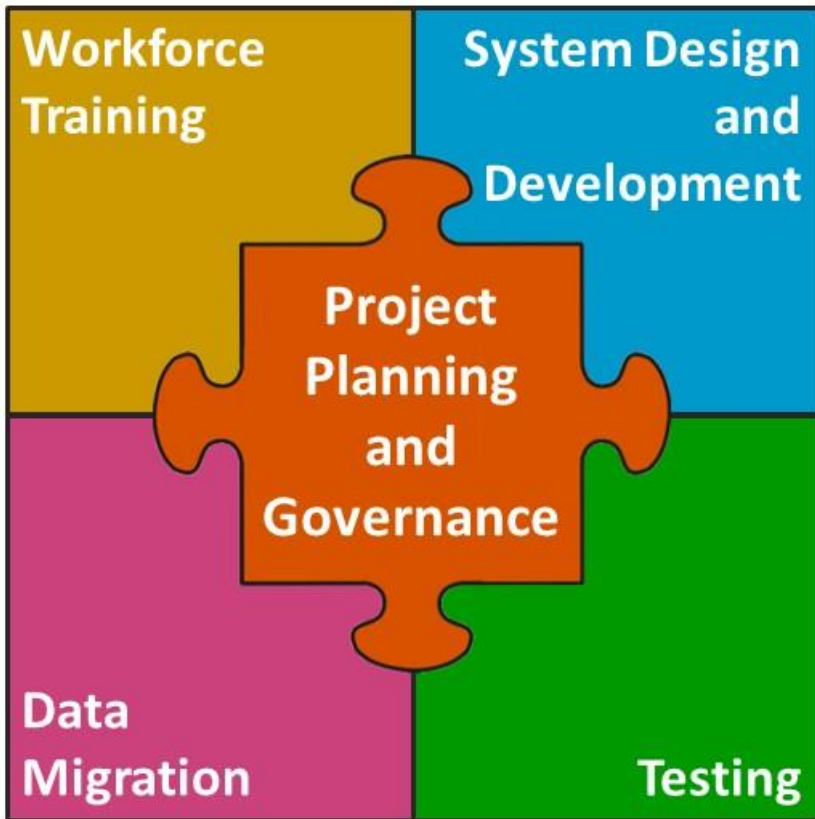 Workforce
Training
System Design
and
Development
Project
Planning
and
Governance
Data
Migration
Testing